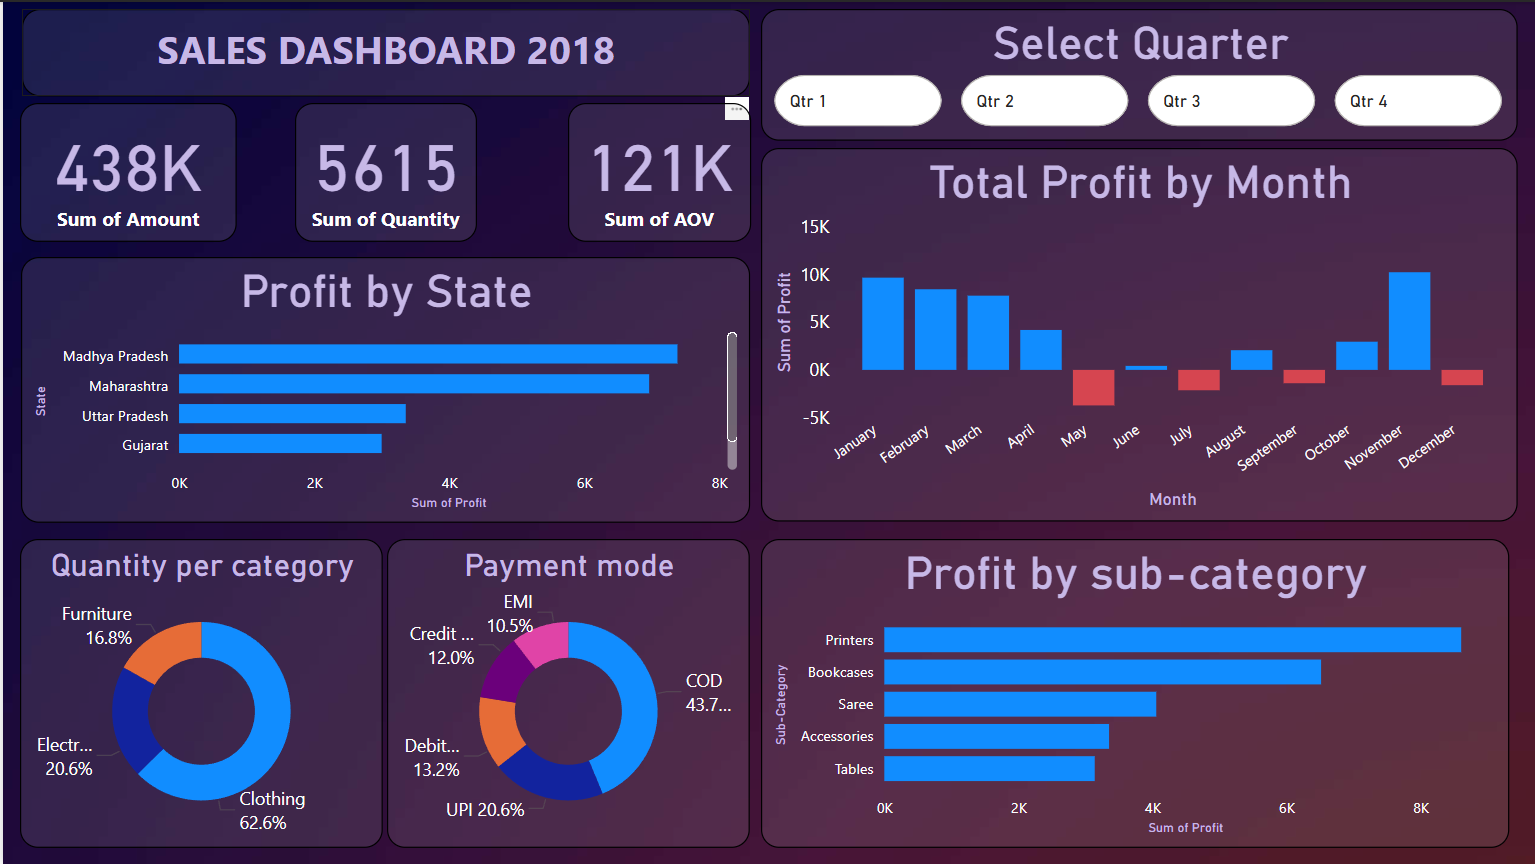 SALES DASHBOARD 2018
Select Quarter
Qtr 1
Qtr 2
Qtr 3
Qtr 4
438K
Sum of Amount
5615
Sum of Quantity
121K
Sum of AOV
Total Profit by Month
Sum of Profit
15K
10K
5K
0K
-5K
January
February
March
April
May
June
July
August
September
October
November
December
Month
Profit by State
State
Madhya Pradesh
Maharashtra
Uttar Pradesh
Gujarat
0K
2K
4K
6K
8K
Sum of Profit
Quantity per category
Furniture
16.8%
Electr...
20.6%
Clothing
62.6%
Payment mode
EMI
10.5%
Credit ...
12.0%
Debit...
13.2%
UPI 20.6%
COD
43.7...
Profit by sub-category
Sub-Category
Printers
Bookcases
Saree
Accessories
Tables
0K
2K
4K
6K
8K
Sum of Profit